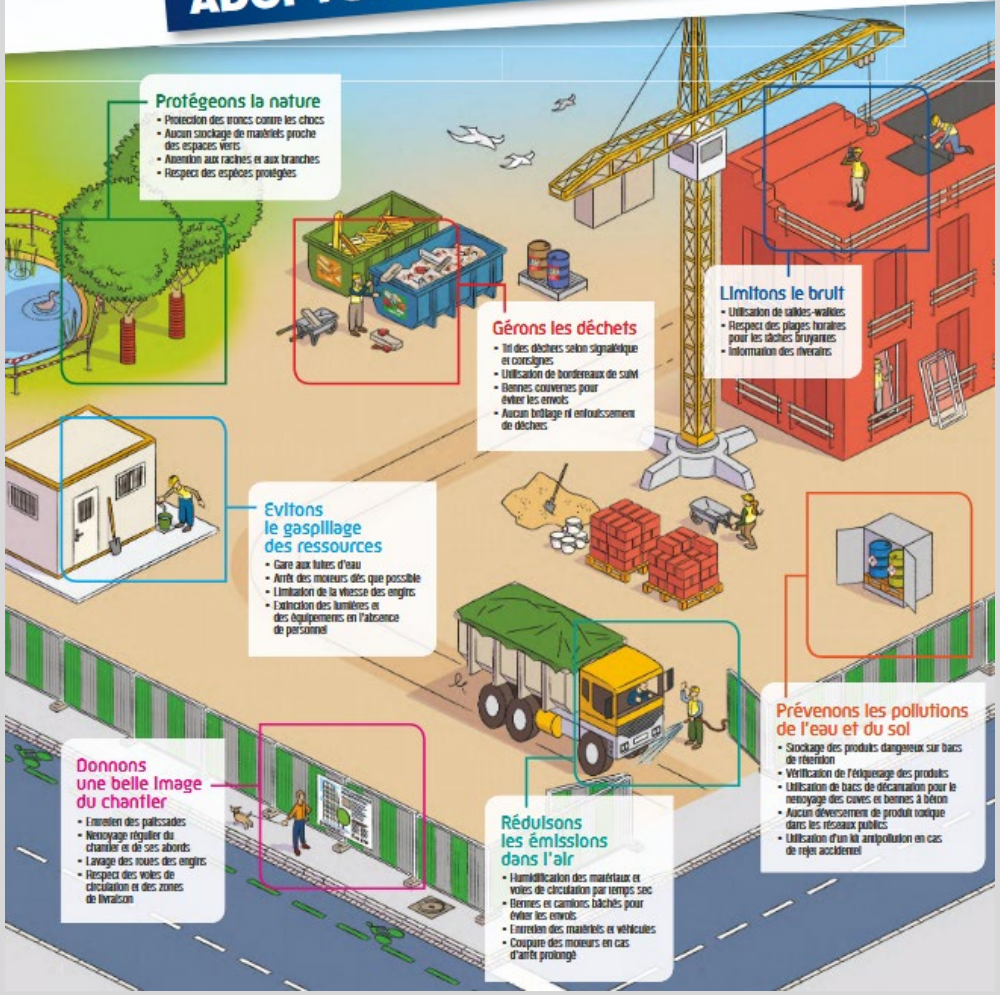 Protégeons la nature
• Protection des troncs contre les chocs
• Aucun stockage de matériels proche
des espaces verts
• Attention aux racines et aux branches
• Respect des espèces protégées
Gérons les déchets
• Tri des déchets selon signalétique
et consignes
• Utilisation de bordereaux de suivi
• Bennes couvertes pour
éviter les envols
• Aucun brûlage ni enfouissement
de déchets
Limitons le bruit
• Utilisation de talkies-walkies
• Respect des plages horaires
pour les tâches bruyantes
• Information des riverains
Evitons
le gaspillage
des ressources
• Gare aux fuites d'eau
• Arrêt des moteurs dès que possible
• Limitation de la vitesse des engins
• Extinction des lumières et
des équipements en l'absence
de personnel
Prévenons les pollutions
de l'eau et du sol
• Stockage des produits dangereux sur bacs
de rétention
• Vérification de l'étiquetage des produits
• Utilisation de bacs de décantation pour le
nettoyage des cuves et bennes à béton
• Aucun déversement de produit toxique
dans les réseaux publics
• Utilisation d'un kit antipollution en cas
de rejet accidentel
Donnons
une belle image
du chantier
• Entretien des palissades
• Nettoyage régulier du
chantier et de ses abords
• Lavage des roues des engins
• Respect des voies de
circulation et des zones
de livraison
Réduisons
les émissions
dans l'air
• Humidification des matériaux et
voies de circulation par temps sec
• Bennes et camions bâchés pour
éviter les envols
• Entretien des matériels et véhicules
• Coupure des moteurs en cas
d'arrêt prolongé